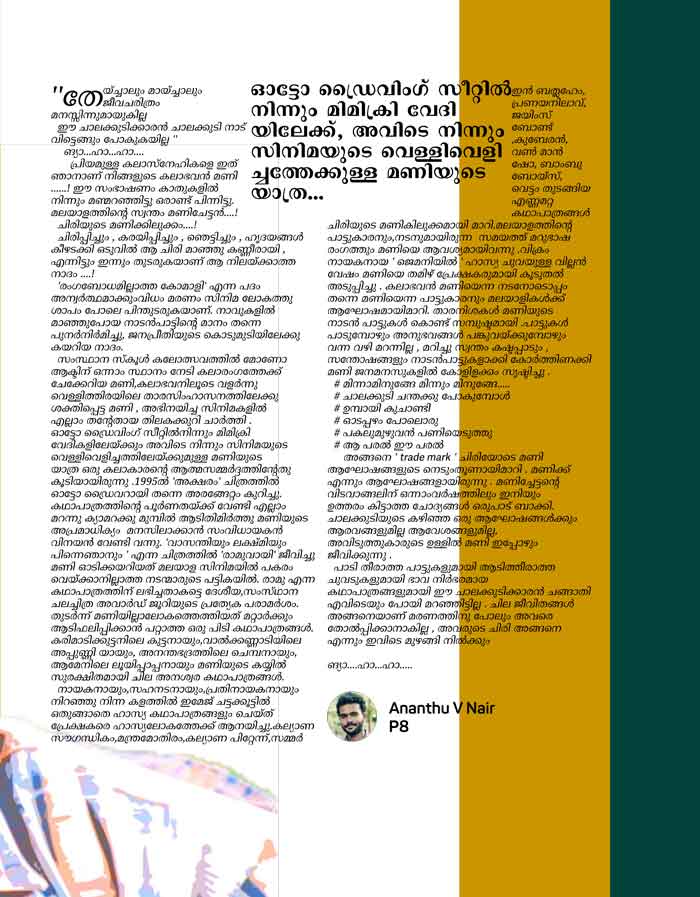 "തേയ്ച്ചാലും മായ്ച്ചാലും
ജീവചരിത്രം
മനസ്സിന്നുമായുകില്ല
ഈ ചാലക്കുടിക്കാരൻ ചാലക്കുടി നാട്
വിട്ടെങ്ങും പോകുകയില്ല "
ങ്യാ...ഹാ...ഹാ....
പ്രിയമുള്ള കലാസ്നേഹികളെ ഇത്
ഞാനാണ് നിങ്ങളുടെ കലാഭവൻ മണി
......! ഈ സംഭാഷണം കാതുകളിൽ
നിന്നും മണ്മറഞ്ഞിട്ടു ഒരാണ്ട് പിന്നിട്ടു.
മലയാളത്തിന്റെ സ്വന്തം മണിചേട്ടൻ....!
ചിരിയുടെ മണിക്കിലുക്കം....!
ചിരിപ്പിച്ചും , കരയിപ്പിച്ചും , ഞെട്ടിച്ചും , ഹൃദയങ്ങൾ
കീഴടക്കി ഒടുവിൽ ആ ചിരി മാഞ്ഞു കണ്ണീരായി ,
എന്നിട്ടും ഇന്നും തുടരുകയാണ് ആ നിലയ്ക്കാത്ത
നാദം ....!
'രംഗബോധമില്ലാത്ത കോമാളി' എന്ന പദം
അന്വർത്ഥമാക്കുംവിധം മരണം സിനിമ ലോകത്തു
ശാപം പോലെ പിന്തുടരുകയാണ്. നാവുകളിൽ
മാഞ്ഞുപോയ നാടൻപാട്ടിന്റെ മാനം തന്നെ
പുനർനിർമിച്ചു, ജനപ്രീതിയുടെ കൊടുമുടിയിലേക്കു
കയറിയ നാദം.
സംസ്ഥാന സ്കൂൾ കലോത്സവത്തിൽ മോണോ
ആക്ടിന് ഒന്നാം സ്ഥാനം നേടി കലാരംഗത്തേക്ക്
ചേക്കേറിയ മണി,കലാഭവനിലൂടെ വളർന്നു
വെള്ളിത്തിരയിലെ താരസിംഹാസനത്തിലേക്കു
ശക്തിപ്പെട്ട മണി , അഭിനയിച്ച സിനിമകളിൽ
എല്ലാം തന്റേതായ തിലകക്കുറി ചാർത്തി .
ഓട്ടോ ഡ്രൈവിംഗ് സീറ്റിൽനിന്നും മിമിക്രി
വേദികളിലേയ്ക്കും അവിടെ നിന്നും സിനിമയുടെ
വെള്ളിവെളിച്ചത്തിലേയ്ക്കുമുള്ള മണിയുടെ
യാത്ര ഒരു കലാകാരന്റെ ആത്മസമർദ്ദത്തിന്റേതു
കൂടിയായിരുന്നു .1995ൽ 'അക്ഷരം' ചിത്രത്തിൽ
ഓട്ടോ ഡ്രൈവറായി തന്നെ അരങ്ങേറ്റം കുറിച്ചു.
കഥാപാത്രത്തിന്റെ പൂർണതയ്ക്ക് വേണ്ടി എല്ലാം
മറന്നു ക്യാമറക്കു മുമ്പിൽ ആടിതിമിർത്തു മണിയുടെ
അപ്രമാധിക്യം മനസിലാക്കാൻ സംവിധായകൻ
വിനയൻ വേണ്ടി വന്നു. 'വാസന്തിയും ലക്ഷ്മിയും
പിന്നെഞാനും ' എന്ന ചിത്രത്തിൽ 'രാമുവായി' ജീവിച്ചു
മണി ഓടിക്കയറിയത് മലയാള സിനിമയിൽ പകരം
വെയ്ക്കാനില്ലാത്ത നടന്മാരുടെ പട്ടികയിൽ. രാമു എന്ന
കഥാപാത്രത്തിന് ലഭിച്ചതാകട്ടെ ദേശീയ,സംസ്ഥാന
ചലച്ചിത്ര അവാർഡ് ജൂറിയുടെ പ്രത്യേക പരാമർശം.
തുടർന്ന് മണിയില്ലാലോകത്തെത്തിയത് മറ്റാർക്കും
ആടിഫലിപ്പിക്കാൻ പറ്റാത്ത ഒരു പിടി കഥാപാത്രങ്ങൾ.
കരിമാടിക്കുട്ടനിലെ കുട്ടനായും,വാൽക്കണ്ണാടിയിലെ
അപ്പുണ്ണി യായും, അനന്തഭദ്രത്തിലെ ചെമ്പനായും,
ആമേനിലെ ലൂയിപ്പാപ്പനായും മണിയുടെ കയ്യിൽ
സുരക്ഷിതമായി ചില അനശ്വര കഥാപാത്രങ്ങൾ.
നായകനായും,സഹനടനായും,പ്രതിനായകനായും
നിറഞ്ഞു നിന്ന കളത്തിൽ ഇമേജ് ചട്ടക്കൂട്ടിൽ
ഒതുങ്ങാതെ ഹാസ്യ കഥാപാത്രങ്ങളും ചെയ്ത്
പ്രേക്ഷകരെ ഹാസ്യലോകത്തേക്ക് ആനയിച്ചു.കല്യാണ
സൗഗന്ധികം,മന്ത്രമോതിരം,കല്യാണ പിറ്റേന്ന്,സമ്മർ
ഓട്ടോ ഡ്രൈവിംഗ് സീറ്റിൽ
നിന്നും മിമിക്രി വേദി
യിലേക്ക്, അവിടെ നിന്നും
സിനിമയുടെ വെള്ളിവെളി
ച്ചത്തേക്കുള്ള മണിയുടെ
യാത്ര...
ഇൻ ബത്ലഹേം,
പ്രണയനിലാവ്,
ജയിംസ്
ബോണ്ട്
,കുബേരൻ,
വൺ മാൻ
ഷോ, ബാംബു
ബോയ്സ്,
വെട്ടം തുടങ്ങിയ
എണ്ണമറ്റ
കഥാപാത്രങ്ങൾ
ചിരിയുടെ മണികിലുക്കമായി മാറി,മലയാളത്തിന്റെ
പാട്ടുകാരനും,നടനുമായിരുന്ന സമയത്ത് മറുഭാഷ
രംഗത്തും മണിയെ ആവശ്യമായിവന്നു .വിക്രം
നായകനായ ' ജെമനിയിൽ ' ഹാസ്യ ചുവയുള്ള വില്ലൻ
വേഷം മണിയെ തമിഴ് പ്രേക്ഷകരുമായി കൂടുതൽ
അടുപ്പിച്ചു . കലാഭവൻ മണിയെന്ന നടനോടൊപ്പം
തന്നെ മണിയെന്ന പാട്ടുകാരനും മലയാളികൾക്ക്
ആഘോഷമായിമാറി. താരനിശകൾ മണിയുടെ
നാടൻ പാട്ടുകൾ കൊണ്ട് സമ്പുഷ്ടമായി .പാട്ടുകൾ
പാടുമ്പോഴും അനുഭവങ്ങൾ പങ്കുവയ്ക്കുമ്പോഴും
വന്ന വഴി മറന്നില്ല , മറിച്ചു സ്വന്തം കഷ്ടപ്പാടും ,
സന്തോഷങ്ങളും നാടൻപാട്ടുകളാക്കി കോർത്തിണക്കി
മണി ജനമനസുകളിൽ കോളിളക്കം സൃഷ്ടിച്ചു .
# മിന്നാമിനുങ്ങേ മിന്നും മിനുങ്ങേ.....
# ചാലക്കുടി ചന്തക്കു പോകുമ്പോൾ
# ഉമ്പായി കുചാണ്ടി
# ഓടപ്പഴം പോലൊരു
# പകലുമുഴുവൻ പണിയെടുത്തു
# ആ പരൽ ഈ പരൽ
അങ്ങനെ ' trade mark ' ചിരിയോടെ മണി
ആഘോഷങ്ങളുടെ നെടുംതൂണായിമാറി . മണിക്ക്
എന്നും ആഘോഷങ്ങളായിരുന്നു . മണിച്ചേട്ടന്റെ
വിടവാങ്ങലിന് ഒന്നാംവർഷത്തിലും ഇനിയും
ഉത്തരം കിട്ടാത്ത ചോദ്യങ്ങൾ ഒരുപാട് ബാക്കി.
ചാലക്കുടിയുടെ കഴിഞ്ഞ ഒരു ആഘോഷങ്ങൾക്കും
ആരവങ്ങളുമില്ല ആവേശങ്ങളുമില്ല,
അവിടുത്തുകാരുടെ ഉള്ളിൽ മണി ഇപ്പോഴും
ജീവിക്കുന്നു .
പാടി തീരാത്ത പാട്ടുകളുമായി ആടിത്തീരാത്ത
ചുവടുകളുമായി ഭാവ നിർഭരമായ
കഥാപാത്രങ്ങളുമായി ഈ ചാലക്കുടിക്കാരൻ ചങ്ങാതി
എവിടെയും പോയി മറഞ്ഞിട്ടില്ല . ചില ജീവിതങ്ങൾ
അങ്ങനെയാണ് മരണത്തിനു പോലും അവരെ
തോൽപ്പിക്കാനാകില്ല , അവരുടെ ചിരി അങ്ങനെ
എന്നും ഇവിടെ മുഴങ്ങി നിൽക്കും
ങ്യാ...ഹാ...ഹാ.....
Ananthu V Nair
P8